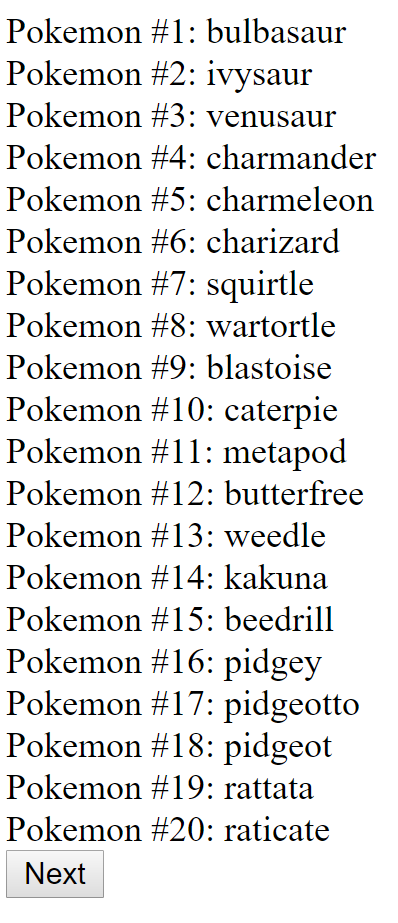 Pokemon #1: bulbasaur
Pokemon #2: ivysaur
Pokemon #3: venusaur
Pokemon #4: charmander
Pokemon #5: charmeleon
Pokemon #6: charizard
Pokemon #7: squirtle
Pokemon #8: wartortle
Pokemon #9: blastoise
Pokemon #10: caterpie
Pokemon #11: metapod
Pokemon #12: butterfree
Pokemon #13: weedle
Pokemon #14: kakuna
Pokemon #15: beedrill
Pokemon #16: pidgey
Pokemon #17: pidgeotto
Pokemon #18: pidgeot
Pokemon #19: rattata
Pokemon #20: raticate
Next